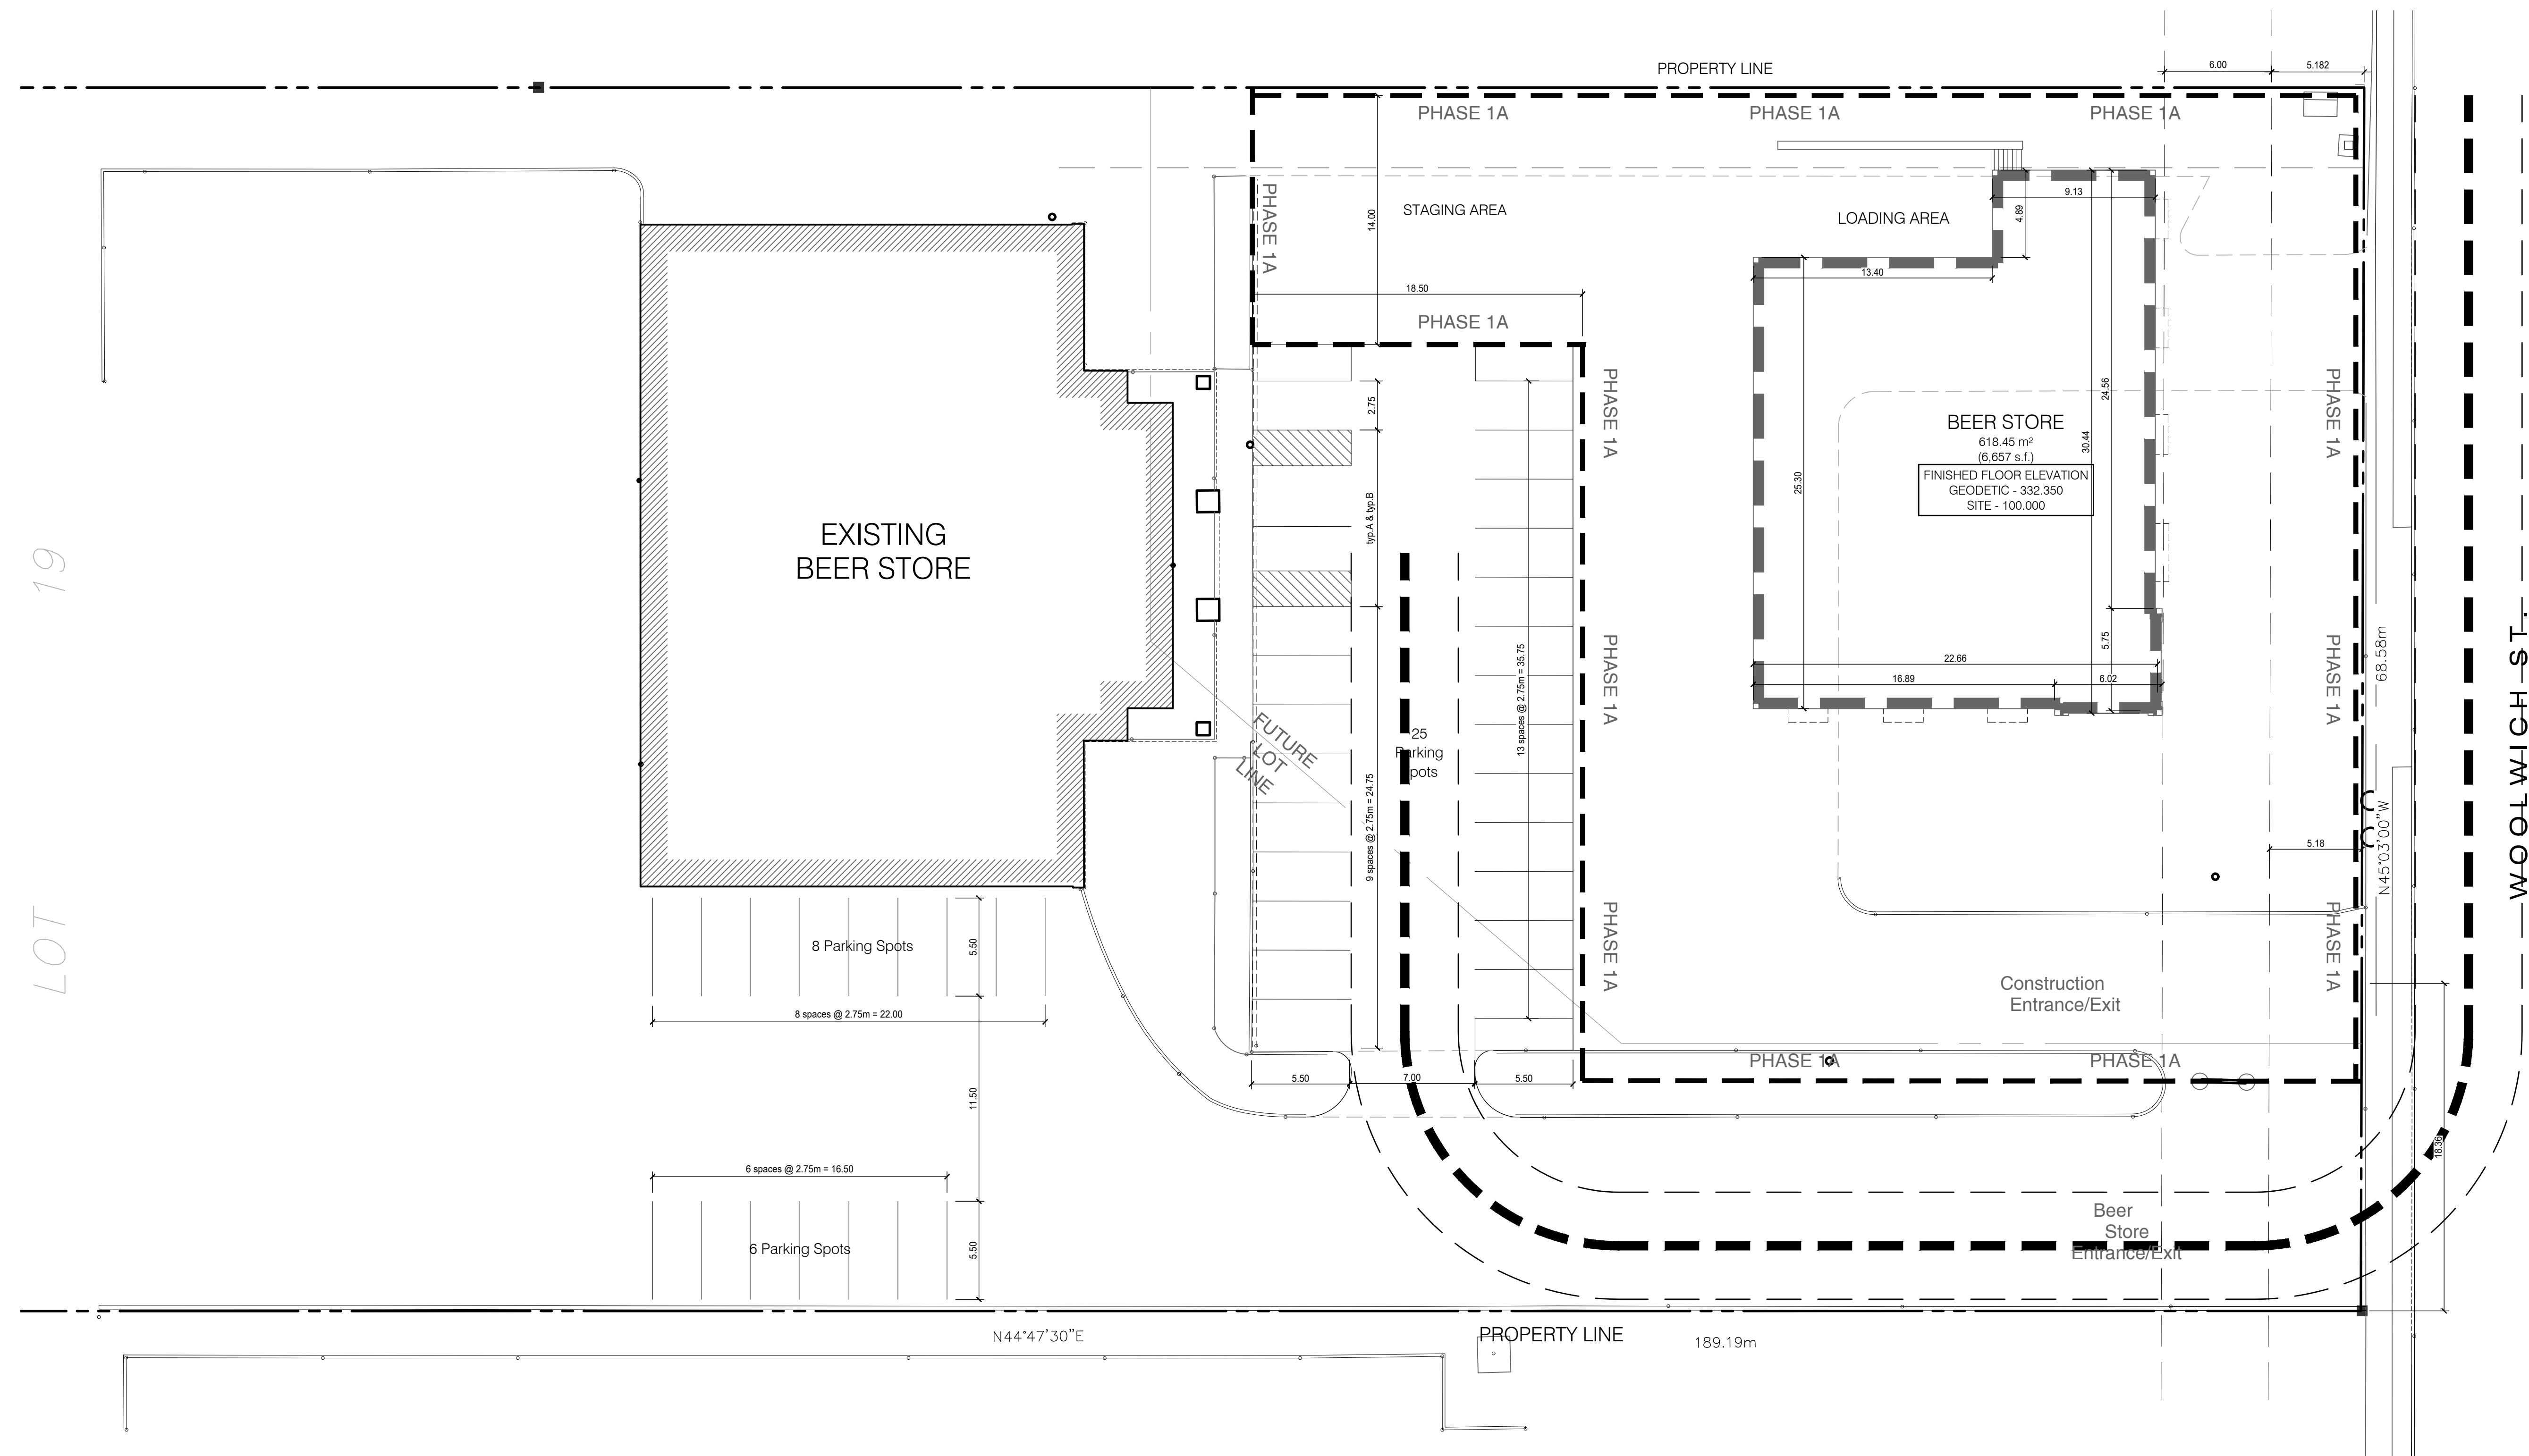 PROPERTY LINE
6.00
5.182
PHASE 1A
PHASE 1A
PHASE 1A
PHASE 1A
14.00
STAGING AREA
LOADING AREA
9.13
4.89
13.40
18.50
PHASE 1A
PHASE 1A
PHASE 1A
2.75
24.56
BEER STORE
618.45 m²
(6,657 s.f.)
30.44
FINISHED FLOOR ELEVATION
GEODETIC - 332.350
SITE - 100.000
25.30
typ.A & typ.B
EXISTING
BEER STORE
LOT 19
5.75
22.66
16.89
6.02
PHASE 1A
PHASE 1A
68.58m
WOOLWICH ST.
13 spaces @ 2.75m = 35.75
FUTURE
LOT
LINE
25
Parking
pots
9 spaces @ 2.75m = 24.75
N45°03'00"W
5.18
8 Parking Spots
5.50
PHASE 1A
PHASE 1A
8 spaces @ 2.75m = 22.00
Construction
Entrance/Exit
PHASE 1A
PHASE 1A
5.50
7.00
5.50
11.50
18.36
6 spaces @ 2.75m = 16.50
6 Parking Spots
5.50
Beer
Store
Entrance/Exit
N44°47'30"E
PROPERTY LINE
189.19m